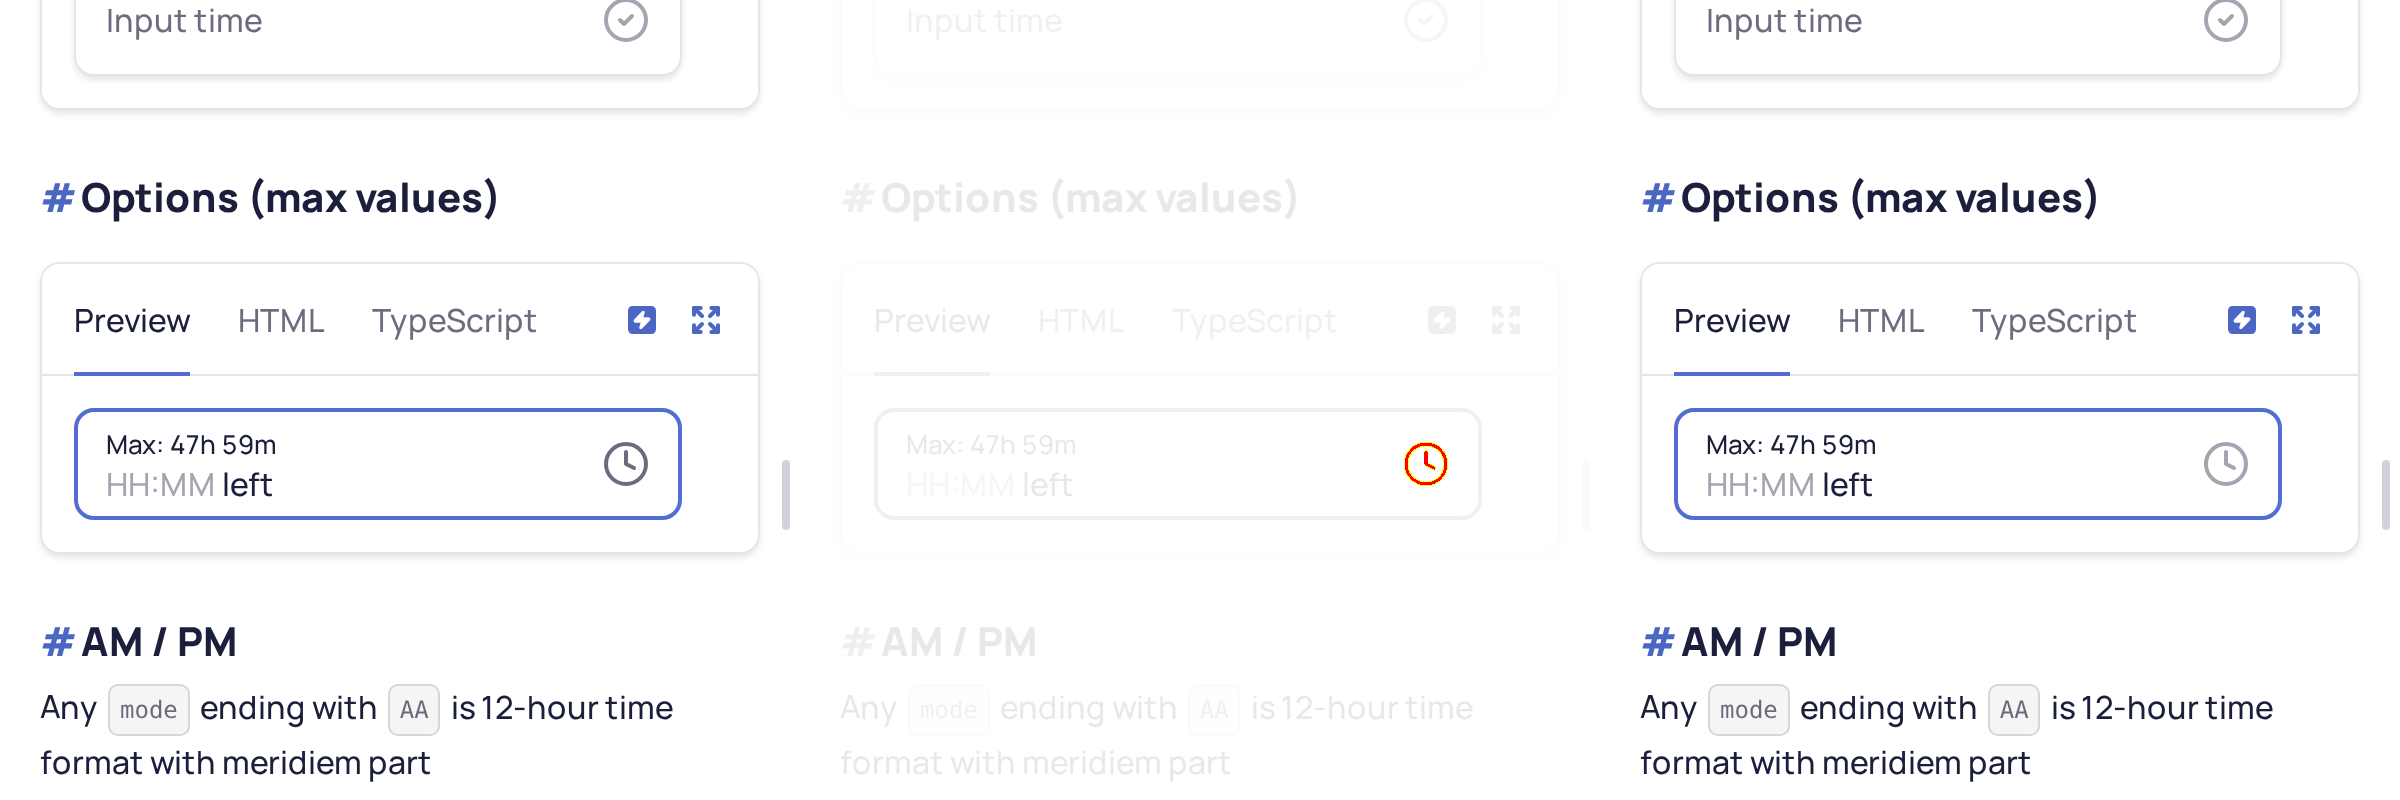 Input time
# Options (max values)
Preview HTML TypeScript
Max: 47h 59m
HH:MM left
# AM / PM
Any mode ending with AA is 12-hour time
format with meridiem part
Input time
# Options (max values)
Preview HTML TypeScript
Max: 47h 59m
HH:MM left
# AM / PM
Any mode ending with AA is 12-hour time
format with meridiem part
Input time
# Options (max values)
Preview HTML TypeScript
Max: 47h 59m
HH:MM left
# AM / PM
Any mode ending with AA is 12-hour time
format with meridiem part